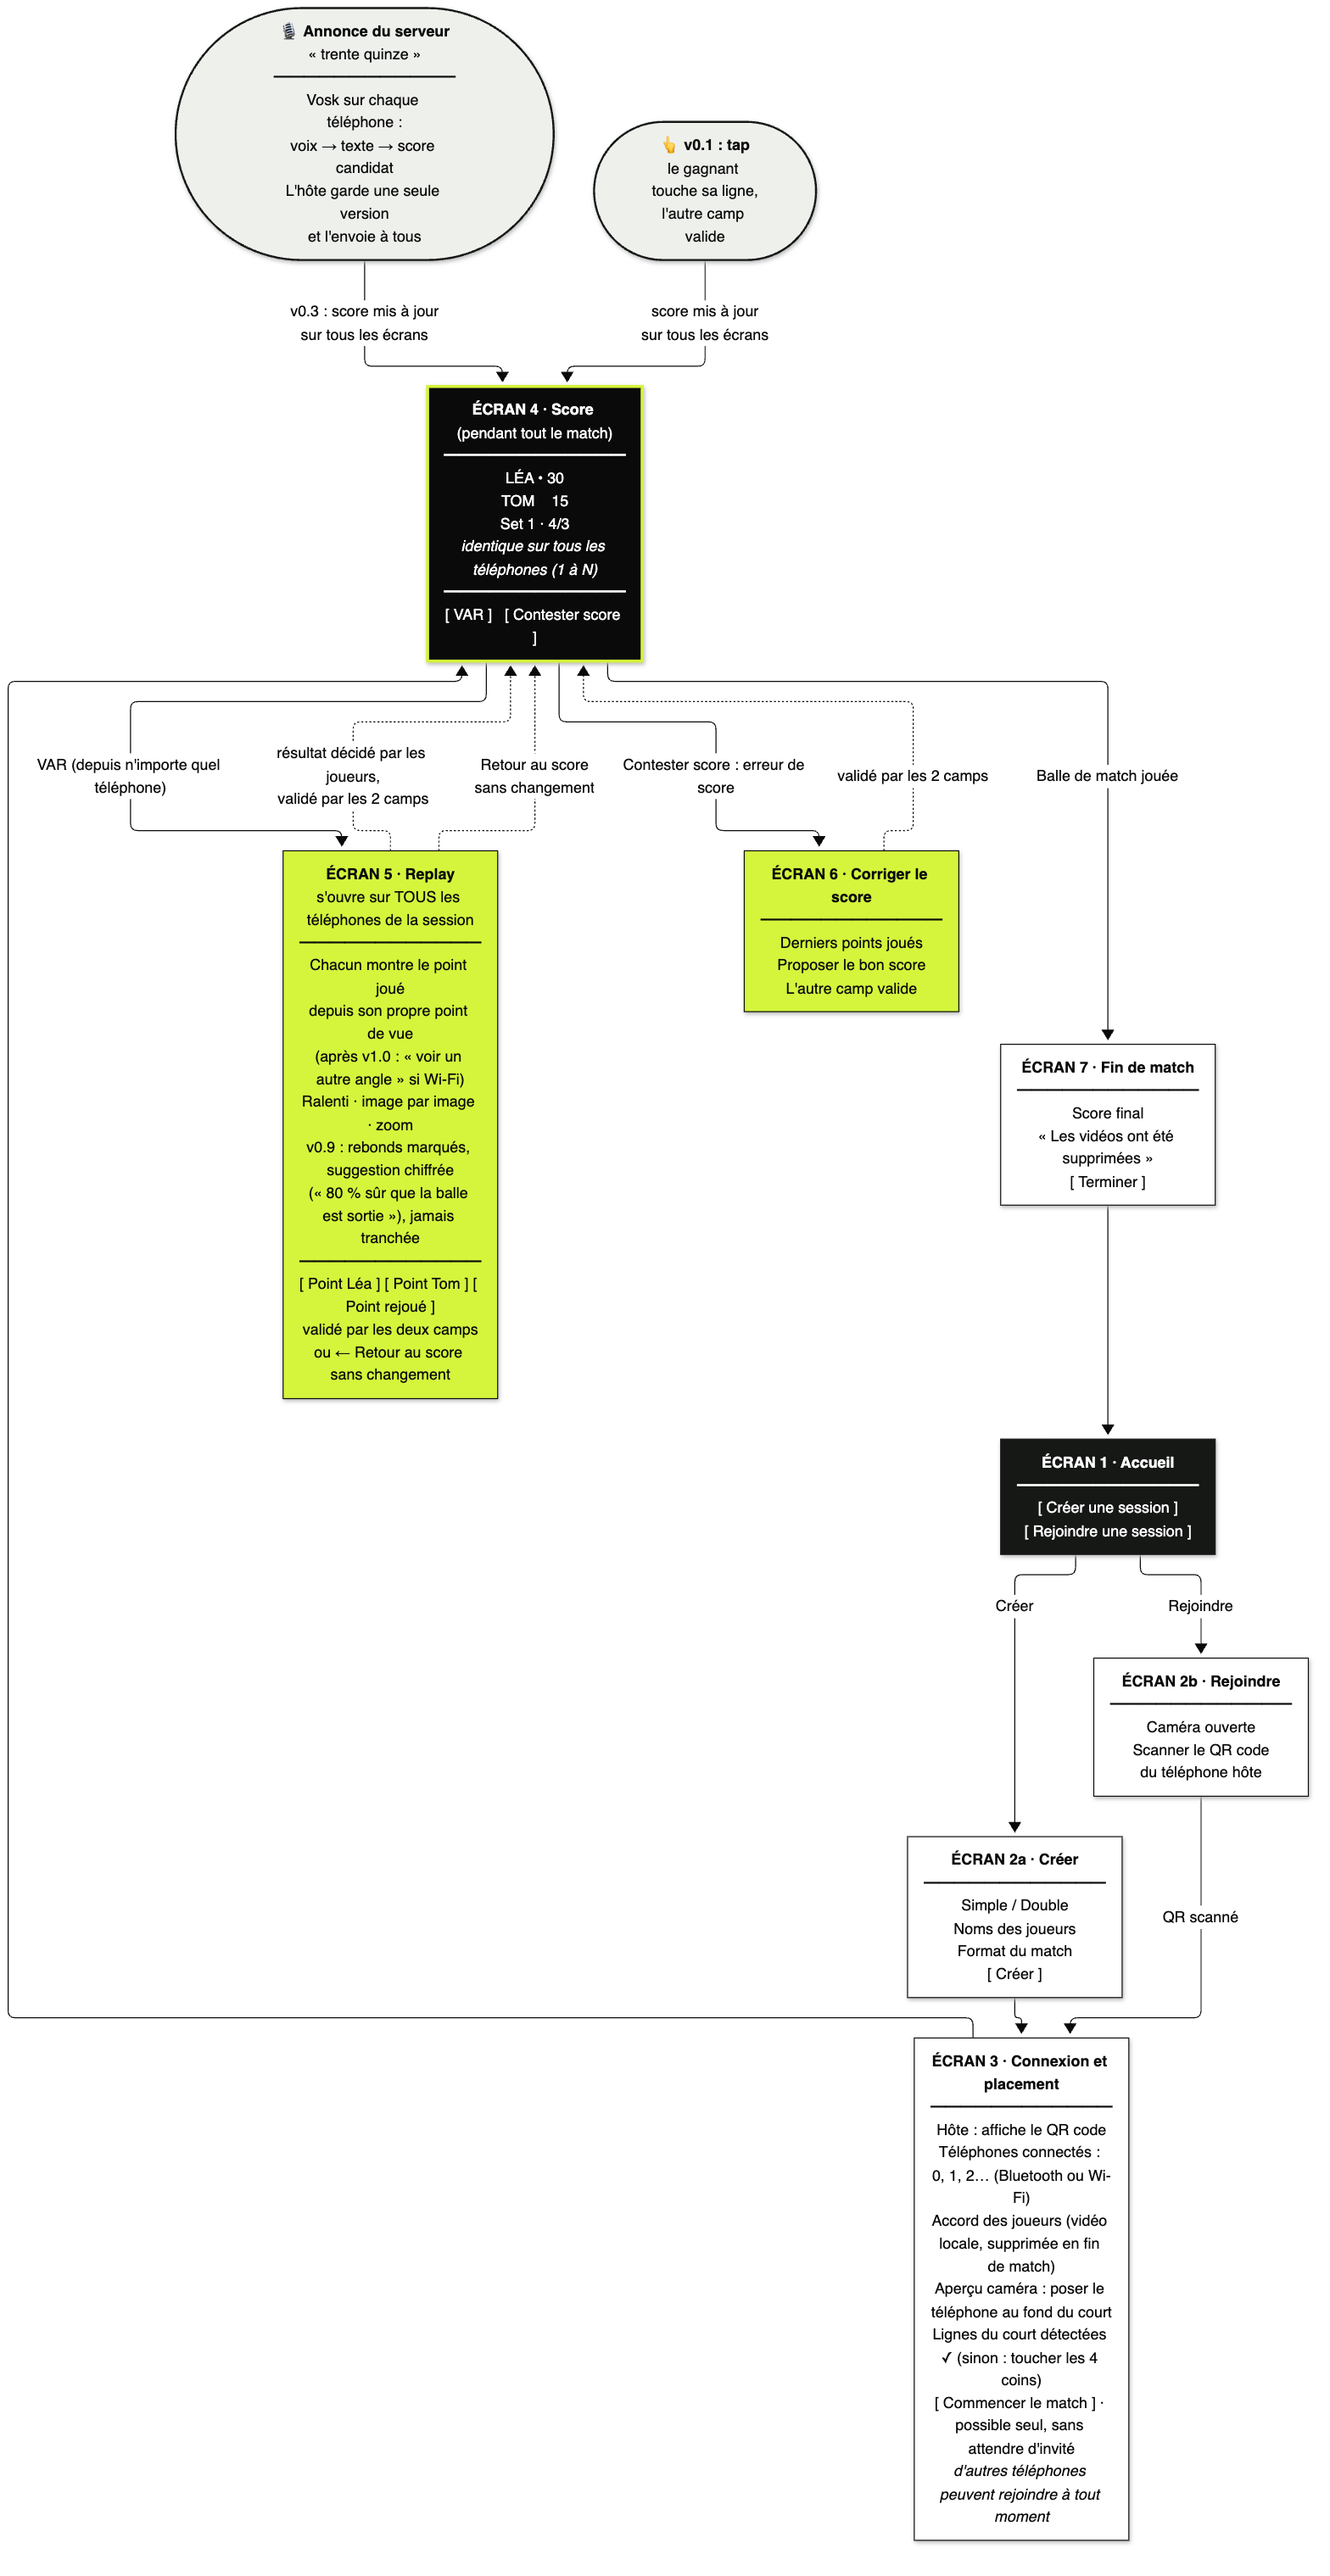 🎙️ Annonce du serveur
« trente quinze »
Vosk sur chaque
téléphone :
voix → texte → score
candidat
L'hôte garde une seule
version
et l'envoie à tous
👆 v0.1 : tap
le gagnant
touche sa ligne,
l'autre camp
valide
v0.3 : score mis à jour
sur tous les écrans
score mis à jour
sur tous les écrans
ÉCRAN 4 · Score
(pendant tout le match)
LÉA • 30
TOM 15
Set 1 · 4/3
identique sur tous les
téléphones (1 à N)
[ VAR ] [ Contester score
]
VAR (depuis n'importe quel
téléphone)
résultat décidé par les
joueurs,
validé par les 2 camps
Retour au score
sans changement
Contester score : erreur de
score
validé par les 2 camps
Balle de match jouée
ÉCRAN 5 · Replay
s'ouvre sur TOUS les
téléphones de la session
Chacun montre le point
joué
depuis son propre point
de vue
(après v1.0 : « voir un
autre angle » si Wi-Fi)
Ralenti · image par image
· zoom
v0.9 : rebonds marqués,
suggestion chiffrée
(« 80 % sûr que la balle
est sortie »), jamais
tranchée
[ Point Léa ] [ Point Tom ] [
Point rejoué ]
validé par les deux camps
ou ← Retour au score
sans changement
ÉCRAN 6 · Corriger le
score
Derniers points joués
Proposer le bon score
L'autre camp valide
ÉCRAN 7 · Fin de match
Score final
« Les vidéos ont été
supprimées »
[ Terminer ]
ÉCRAN 1 · Accueil
[ Créer une session ]
[ Rejoindre une session ]
Créer
Rejoindre
ÉCRAN 2b · Rejoindre
Caméra ouverte
Scanner le QR code
du téléphone hôte
ÉCRAN 2a · Créer
Simple / Double
Noms des joueurs
Format du match
[ Créer ]
QR scanné
ÉCRAN 3 · Connexion et
placement
Hôte : affiche le QR code
Téléphones connectés :
0, 1, 2… (Bluetooth ou Wi-
Fi)
Accord des joueurs (vidéo
locale, supprimée en fin
de match)
Aperçu caméra : poser le
téléphone au fond du court
Lignes du court détectées
✓ (sinon : toucher les 4
coins)
[ Commencer le match ] ·
possible seul, sans
attendre d'invité
d'autres téléphones
peuvent rejoindre à tout
moment